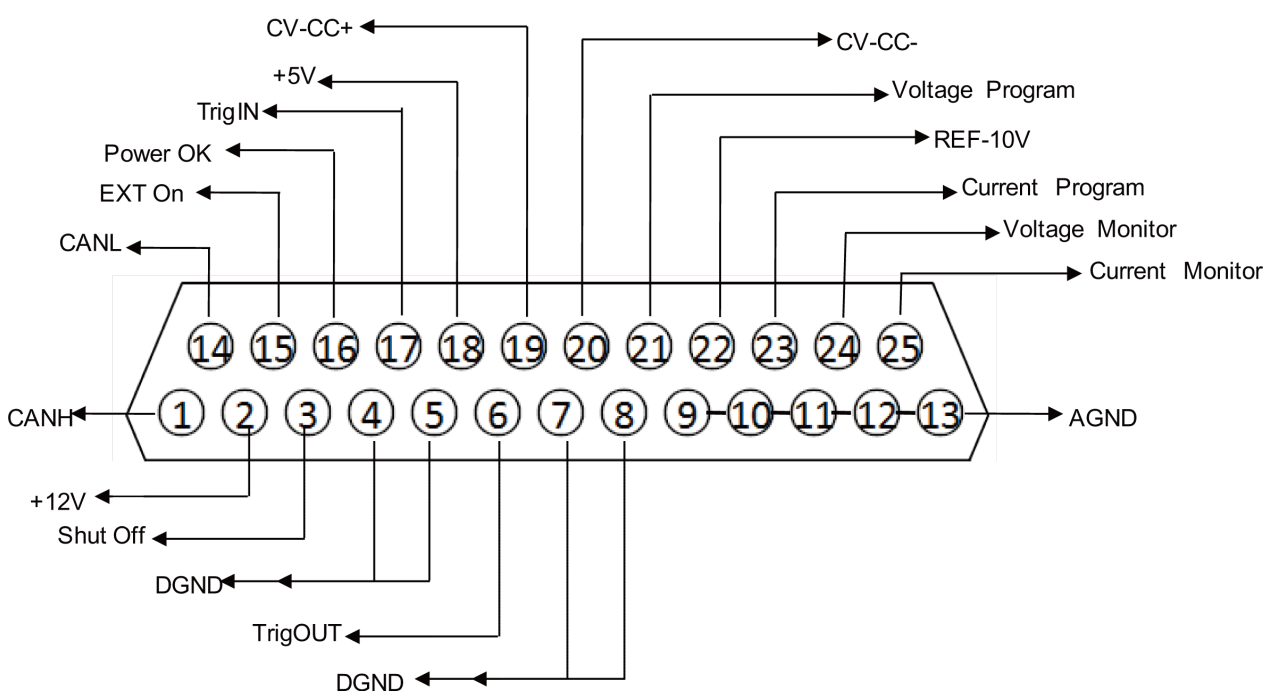 CV-CC+
CV-CC-
+5V
Voltage Program
TrigIN
REF-10V
Power OK
Current Program
EXT On
Voltage Monitor
CANL
Current Monitor
14 15 16 17 18 19 20 21 22 23 24 25
CANH
1 2 3 4 5 6 7 8 9 10 11 12 13
AGND
+12V
Shut Off
DGND
TrigOUT
DGND